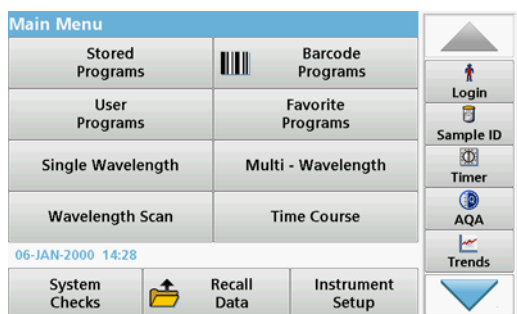 Main Menu
Stored
Programs
Barcode
Programs
User
Programs
Favorite
Programs
Single Wavelength
Multi - Wavelength
Wavelength Scan
Time Course
06-JAN-2000 14:28
System
Checks
Recall
Data
Instrument
Setup
Login
Sample ID
Timer
AQA
Trends